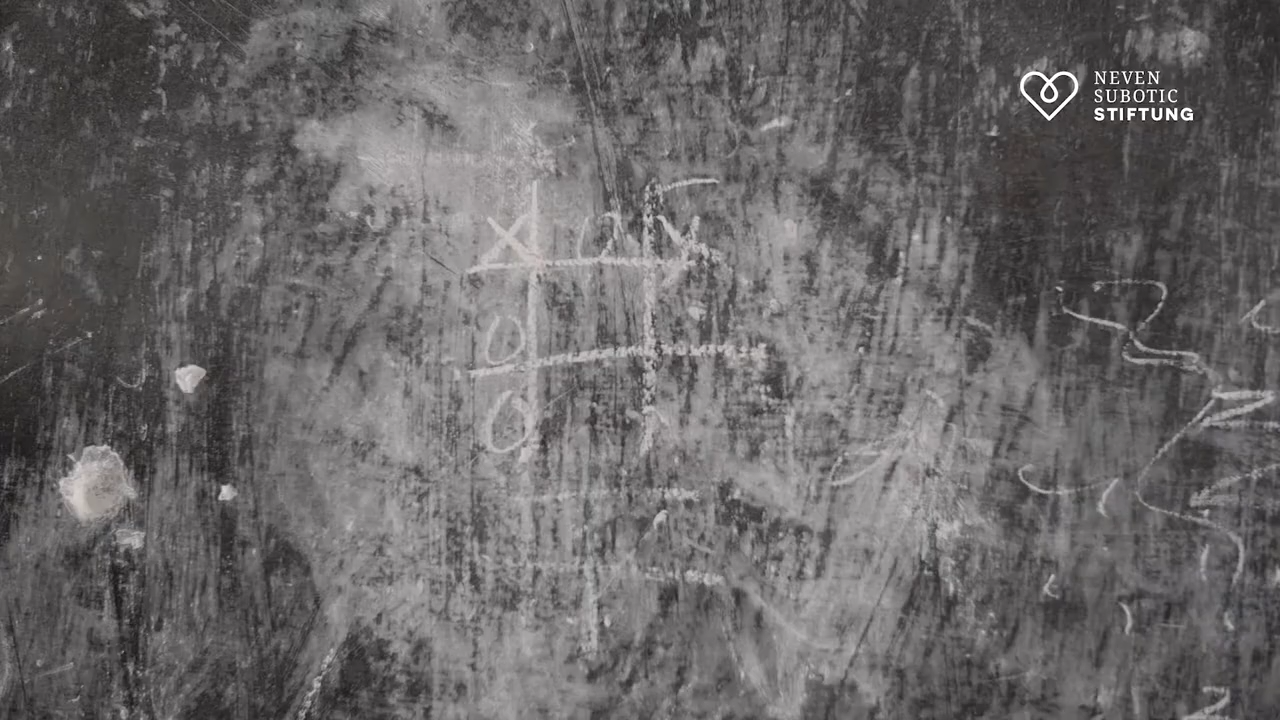 NEVEN
SUBOTIC
STIFTUNG
X O X
O
O